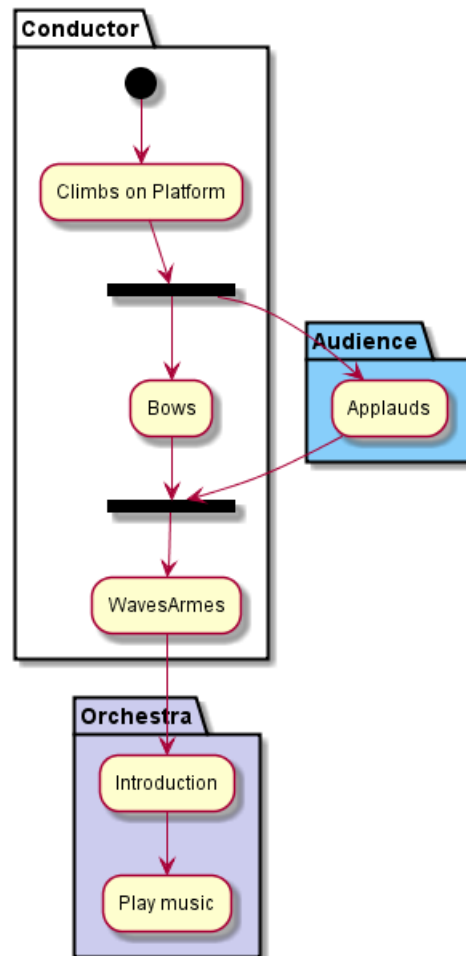 Conductor
Climbs on Platform
Audience
Bows
Applauds
WavesArmes
Orchestra
Introduction
Play music